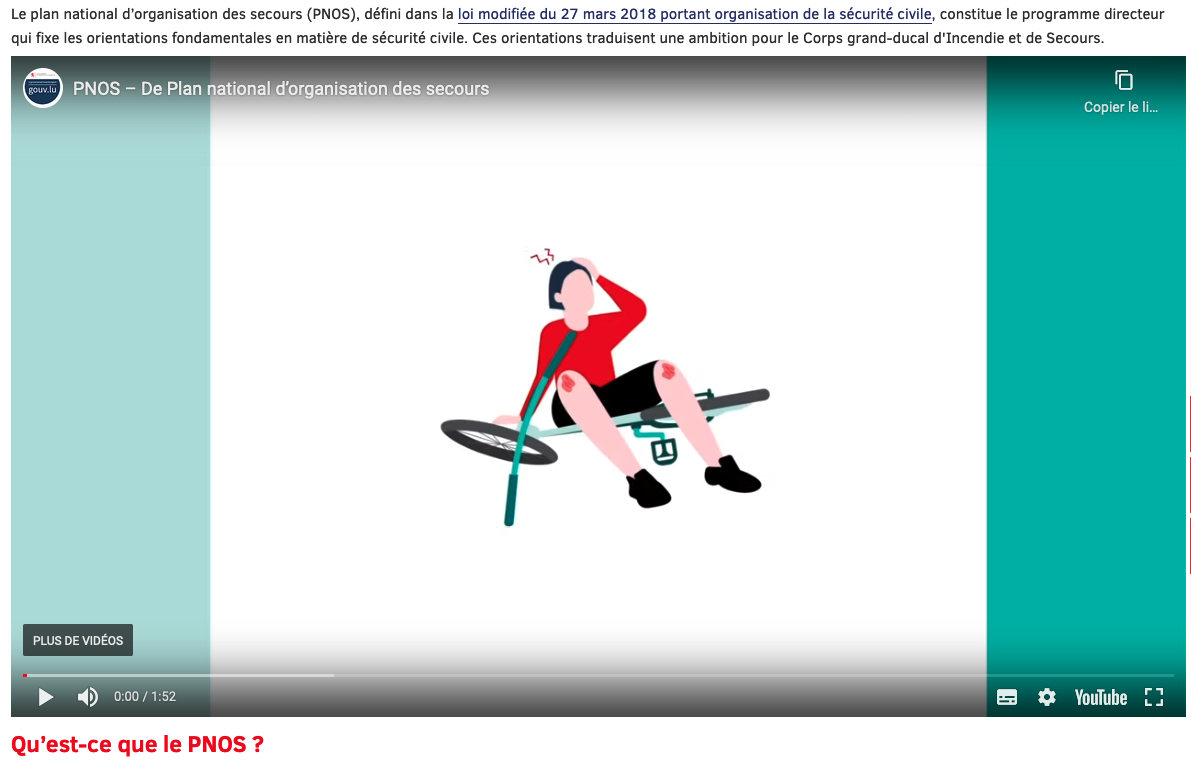 Le plan national d'organisation des secours (PNOS), défini dans la loi modifiée du 27 mars 2018 portant organisation de la sécurité civile, constitue le programme directeur
qui fixe les orientations fondamentales en matière de sécurité civile. Ces orientations traduisent une ambition pour le Corps grand-ducal d'Incendie et de Secours.
gouv.lu
PNOS – De Plan national d'organisation des secours
Copier le li...
PLUS DE VIDÉOS
0:00 / 1:52
YouTube
Qu'est-ce que le PNOS ?